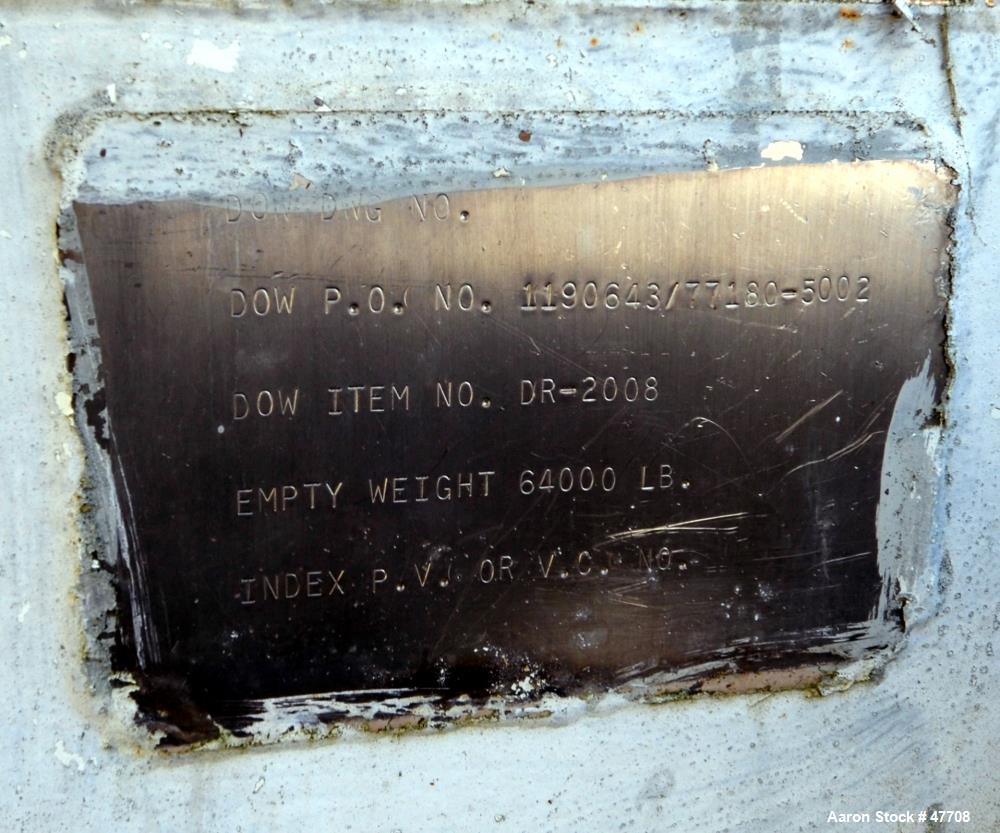 DOW DWG NO.
DOW P.O. NO. 1190643/77180-5002
DOW ITEM NO. DR-2008
EMPTY WEIGHT 64000 LB.
INDEX P.V. OR V.C. NO.
Aaron Stock # 47708